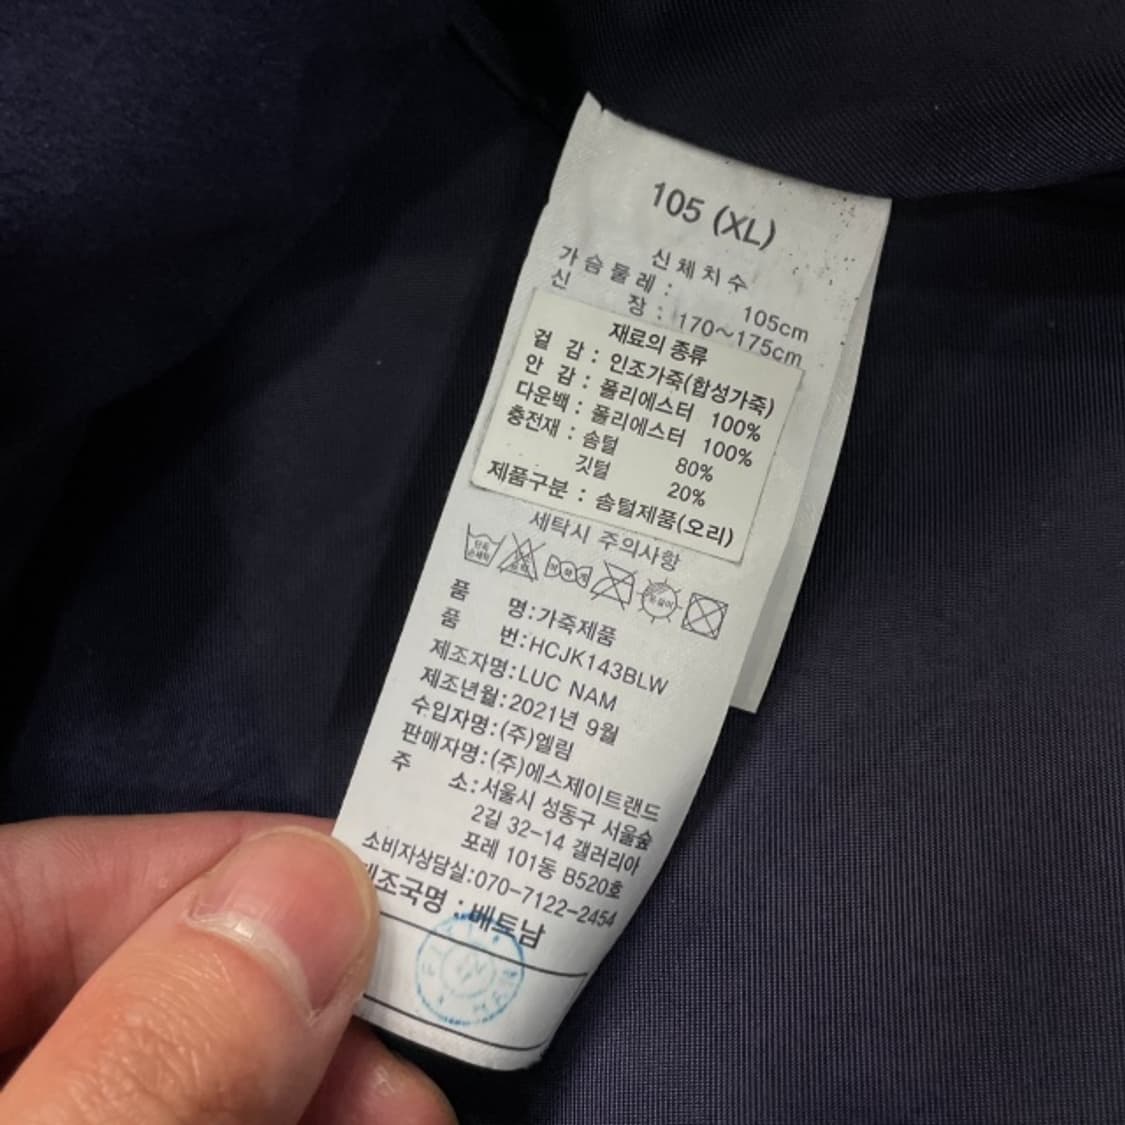 105 (XL)
신체치수
가슴둘레 : 105cm
신 장 : 170~175cm
재료의 종류
겉 감 : 인조가죽(합성가죽)
안 감 : 폴리에스터 100%
다운백 : 폴리에스터 100%
충전재 : 솜털 80%
깃털 20%
제품구분 : 솜털제품(오리)
세탁시 주의사항
품 명:가죽제품
품 번:HCJK143BLW
제조자명:LUC NAM
제조년월:2021년 9월
수입자명:(주)엘림
판매자명:(주)에스제이트랜드
주 소:서울시 성동구 서울숲
2길 32-14 갤러리아
포레 101동 B520호
소비자상담실:070-7122-2454
제조국명 : 베트남